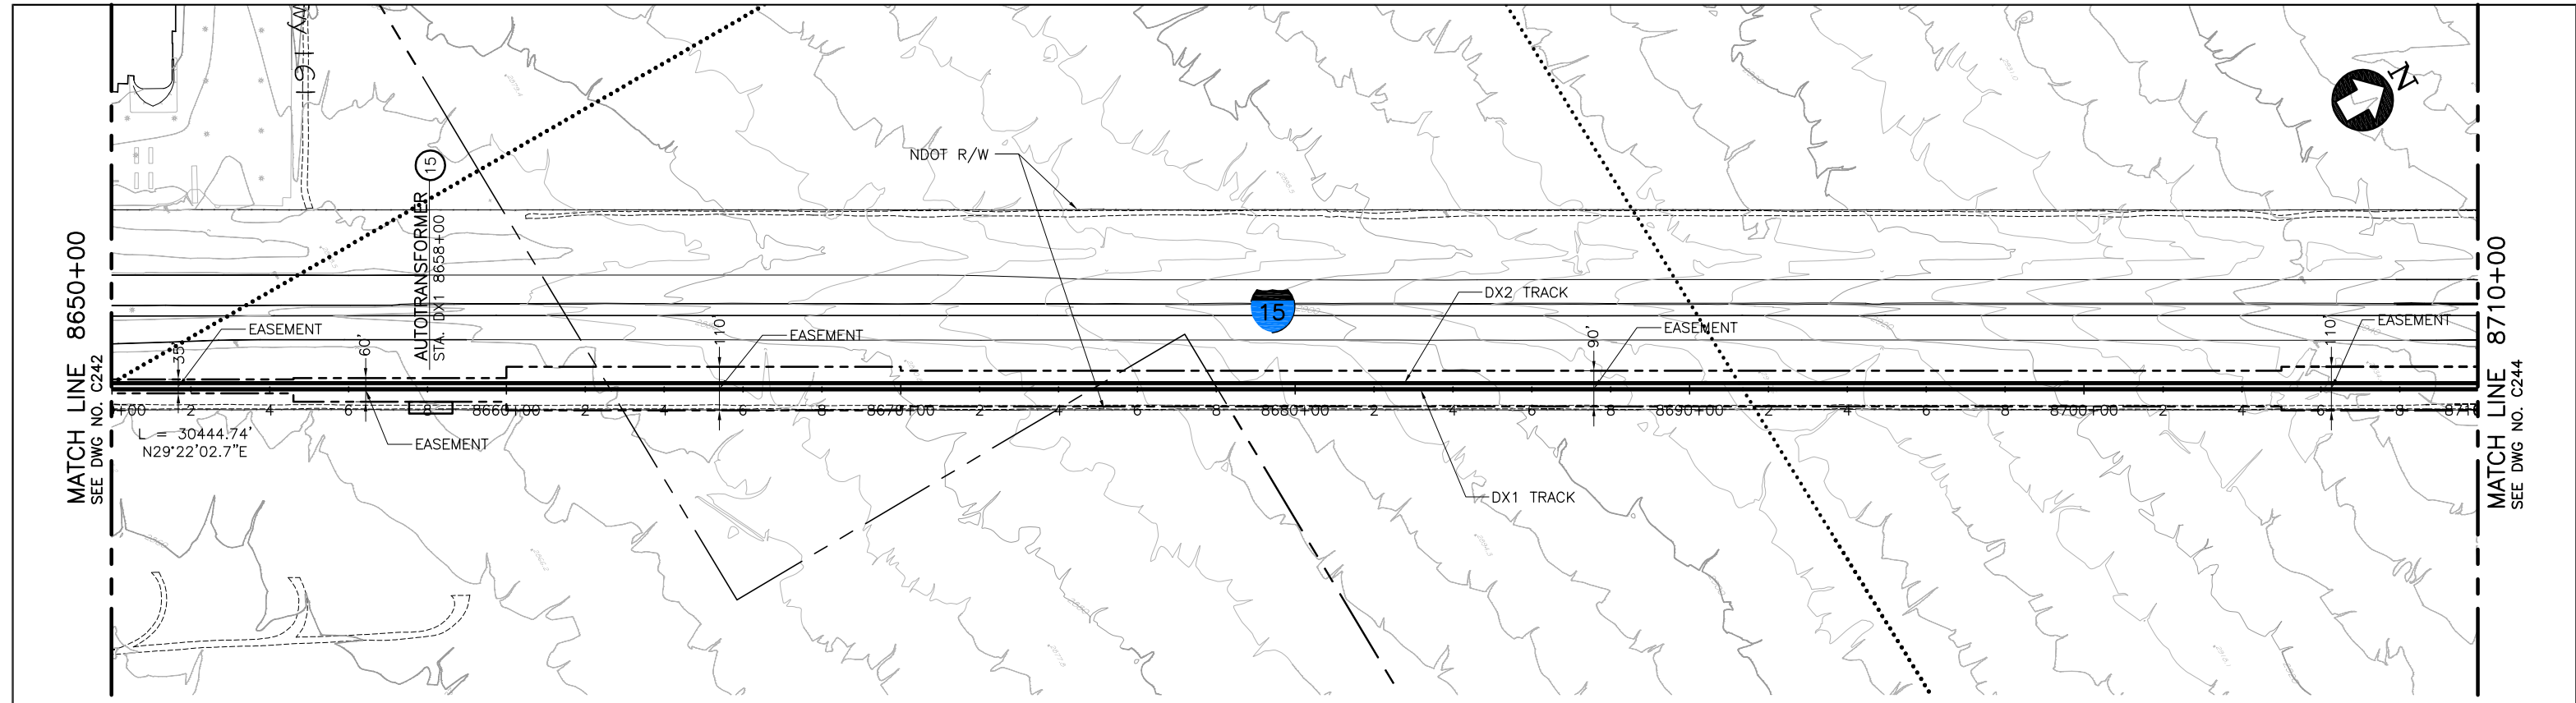 HWY 161
N
NDOT R/W
15
AUTOTRANSFORMER
STA. DX1 8658+00
DX2 TRACK
15
EASEMENT
35'
60'
110'
EASEMENT
90'
EASEMENT
110'
EASEMENT
MATCH LINE 8650+00
SEE DWG NO. C242
MATCH LINE 8710+00
SEE DWG NO. C244
+00 2 4 6 8 8660+00 2 4 6 8 8670+00 2 4 6 8 8680+00 2 4 6 8 8690+00 2 4 6 8 8700+00 2 4 6 8 871
L = 30444.74'
N29°22'02.7"E
EASEMENT
DX1 TRACK